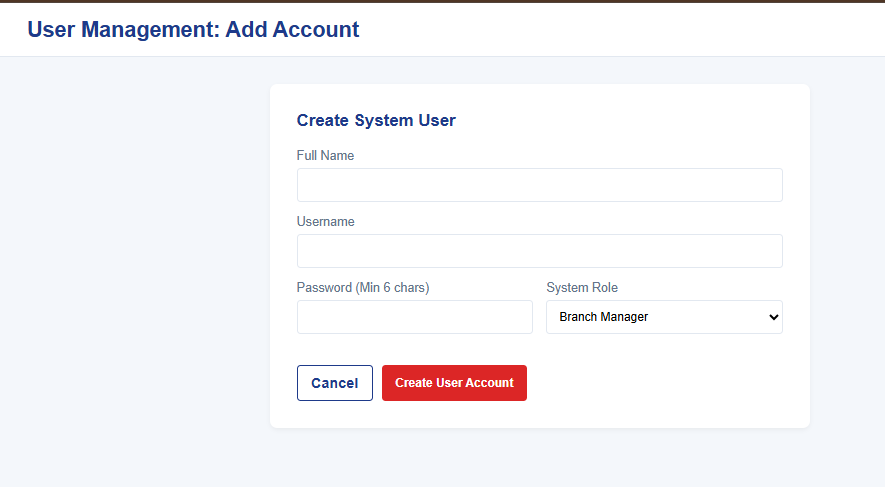 User Management: Add Account
Create System User
Full Name
Username
Password (Min 6 chars) System Role
Branch Manager
Cancel Create User Account